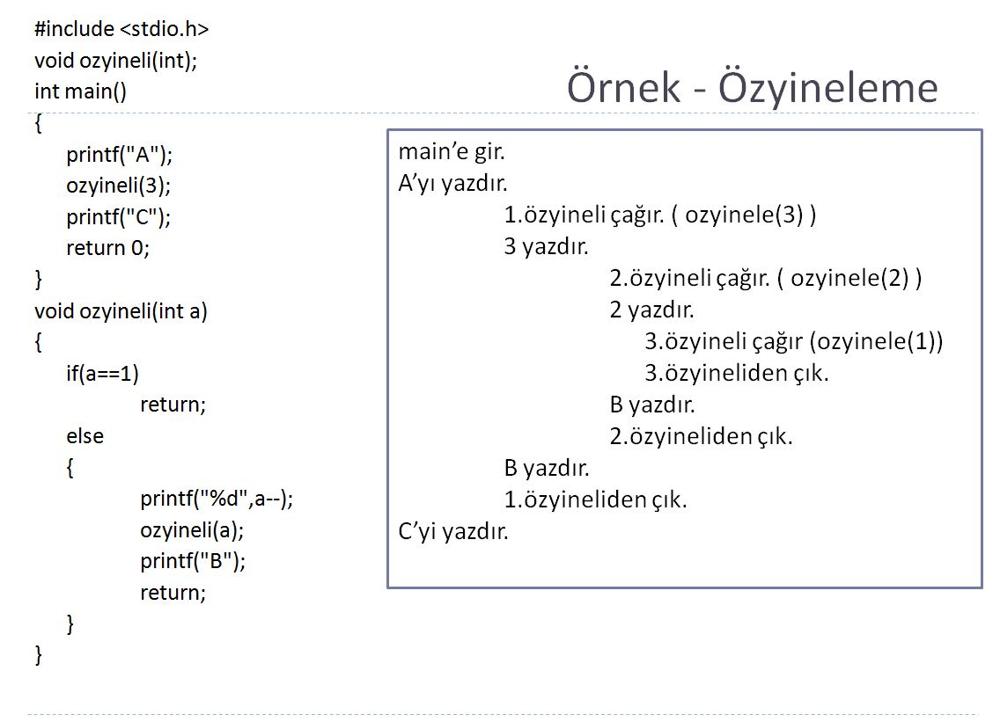 #include <stdio.h>
void ozyineli(int);
int main()
{
printf("A");
ozyineli(3);
printf("C");
return 0;
}
void ozyineli(int a)
{
if(a==1)
return;
else
{
printf("%d",a--);
ozyineli(a);
printf("B");
return;
}
}
Örnek - Özyineleme
main’e gir.
A’yı yazdır.
1.özyineli çağır. ( ozyinele(3) )
3 yazdır.
2.özyineli çağır. ( ozyinele(2) )
2 yazdır.
3.özyineli çağır (ozyinele(1))
3.özyineliden çık.
B yazdır.
2.özyineliden çık.
B yazdır.
1.özyineliden çık.
C’yi yazdır.